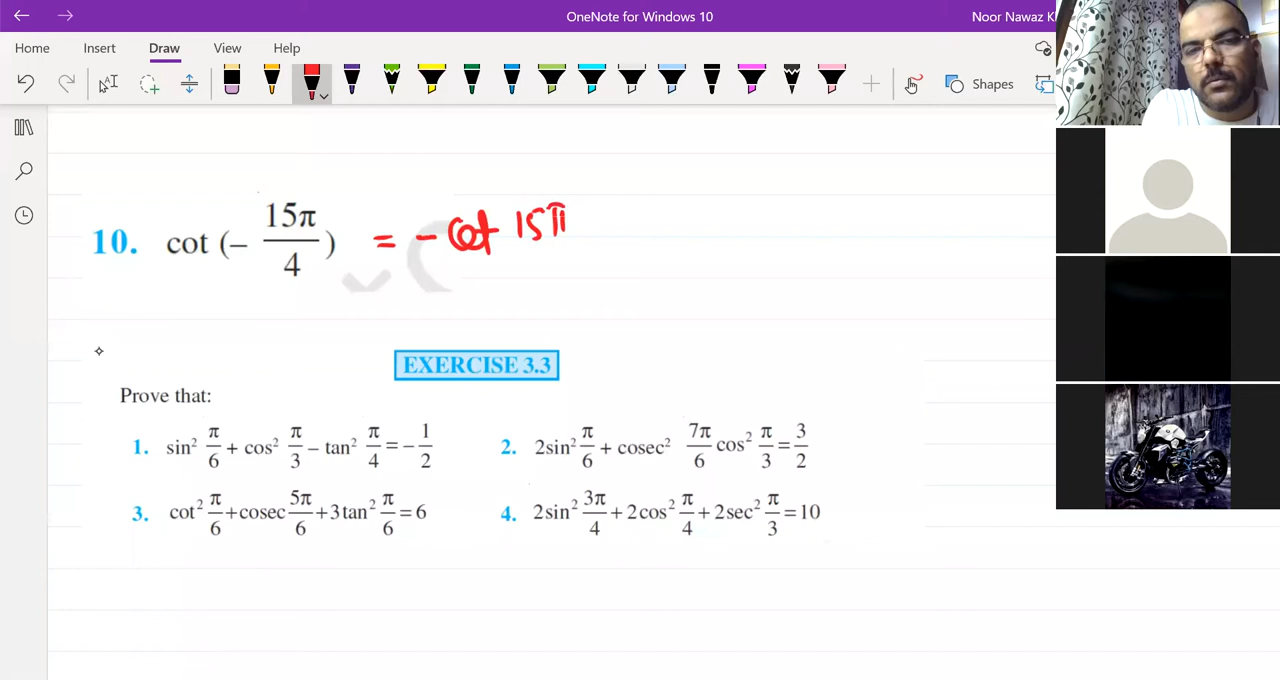 OneNote for Windows 10
Noor Nawaz K
Home Insert Draw View Help
Shapes
10. cot (– 15π/4) = – cot 15π
EXERCISE 3.3
Prove that:
1. sin² π/6 + cos² π/3 – tan² π/4 = – 1/2
2. 2sin² π/6 + cosec² 7π/6 cos² π/3 = 3/2
3. cot² π/6 + cosec 5π/6 + 3 tan² π/6 = 6
4. 2sin² 3π/4 + 2cos² π/4 + 2sec² π/3 = 10